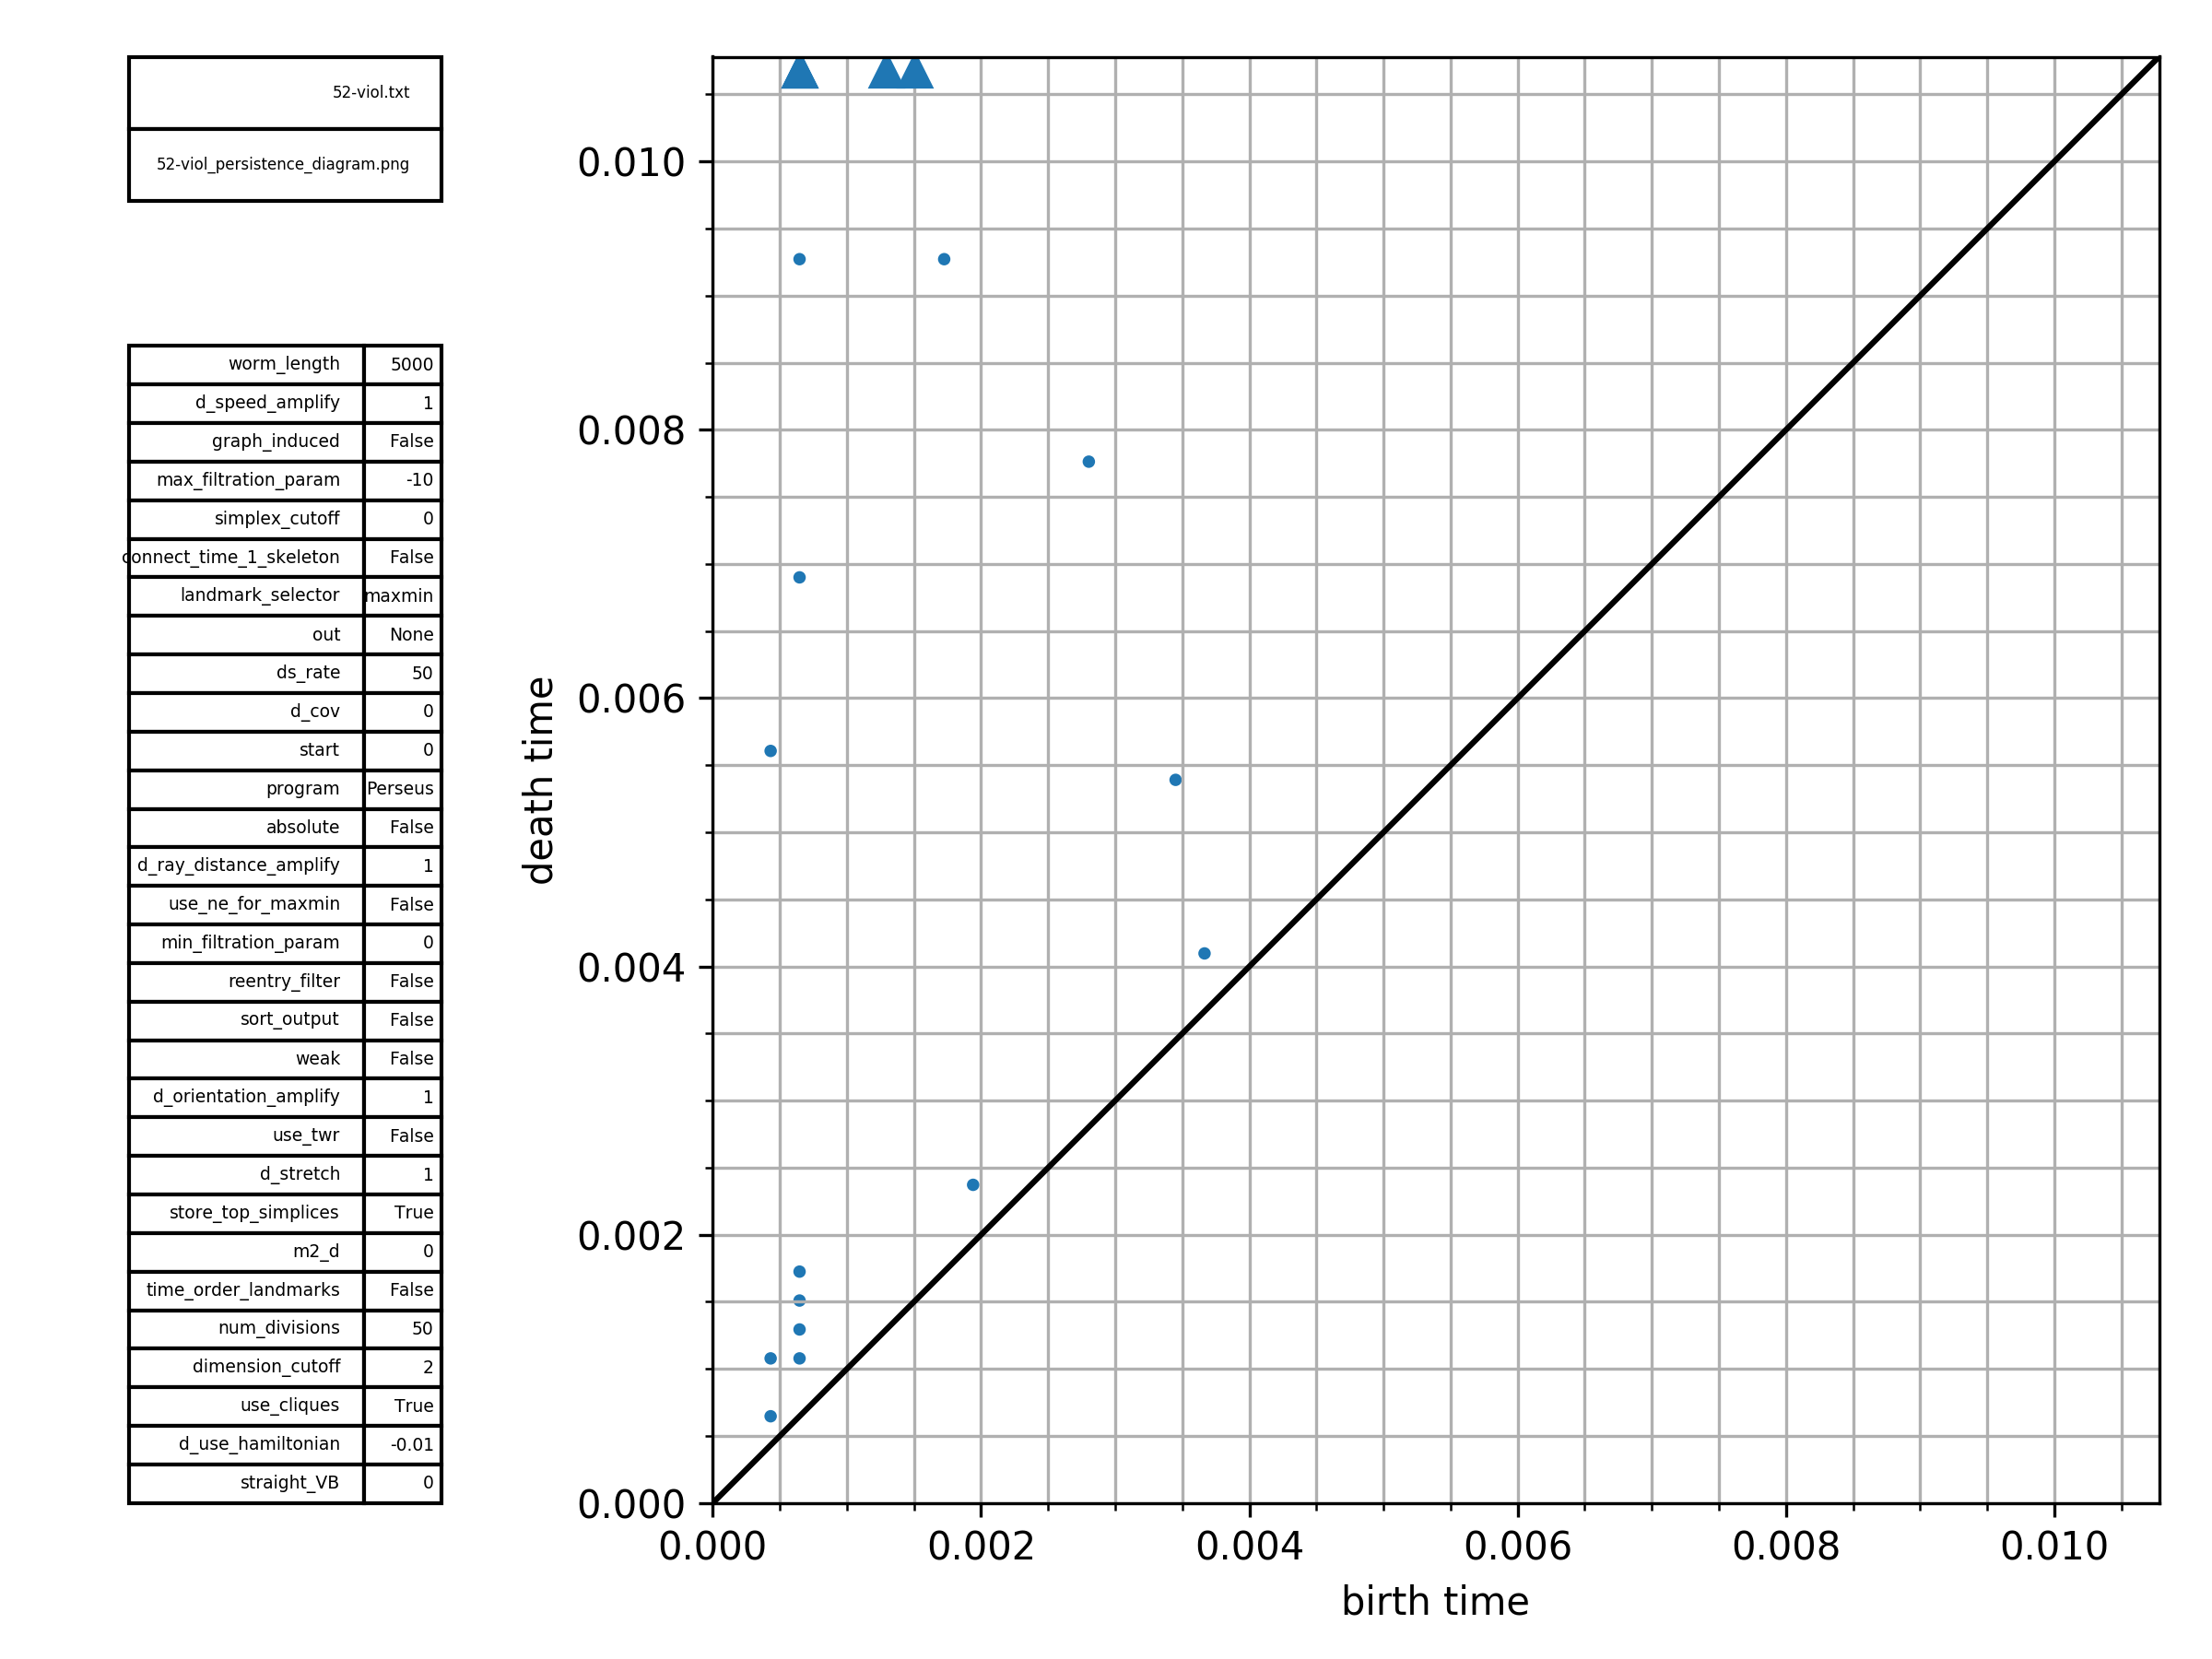 52-viol.txt
52-viol_persistence_diagram.png
worm_length 5000
d_speed_amplify 1
graph_induced False
max_filtration_param -10
simplex_cutoff 0
connect_time_1_skeleton False
landmark_selector maxmin
out None
ds_rate 50
d_cov 0
start 0
program Perseus
absolute False
d_ray_distance_amplify 1
use_ne_for_maxmin False
min_filtration_param 0
reentry_filter False
sort_output False
weak False
d_orientation_amplify 1
use_twr False
d_stretch 1
store_top_simplices True
m2_d 0
time_order_landmarks False
num_divisions 50
dimension_cutoff 2
use_cliques True
d_use_hamiltonian -0.01
straight_VB 0
death time
0.010
0.008
0.006
0.004
0.002
0.000
0.000 0.002 0.004 0.006 0.008 0.010
birth time